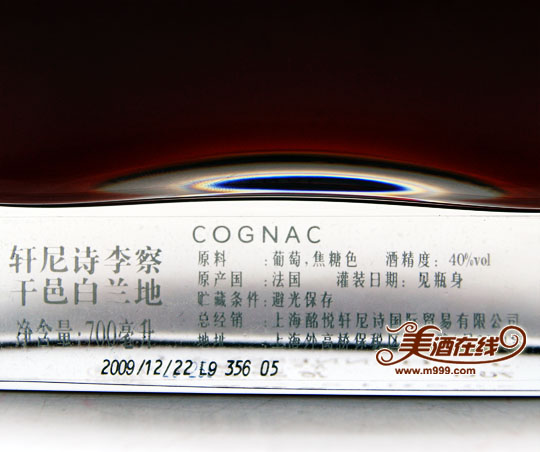 COGNAC
轩尼诗李察
干邑白兰地
净含量:700毫升
原料 :葡萄,焦糖色 酒精度: 40%vol
原产国 :法国 灌装日期: 见瓶身
贮藏条件:避光保存
总经销 :上海酩悦轩尼诗国际贸易有限公司
地址 :上海外高桥保税区
2009/12/22 L9 356 05
美酒在线
www.m999.com